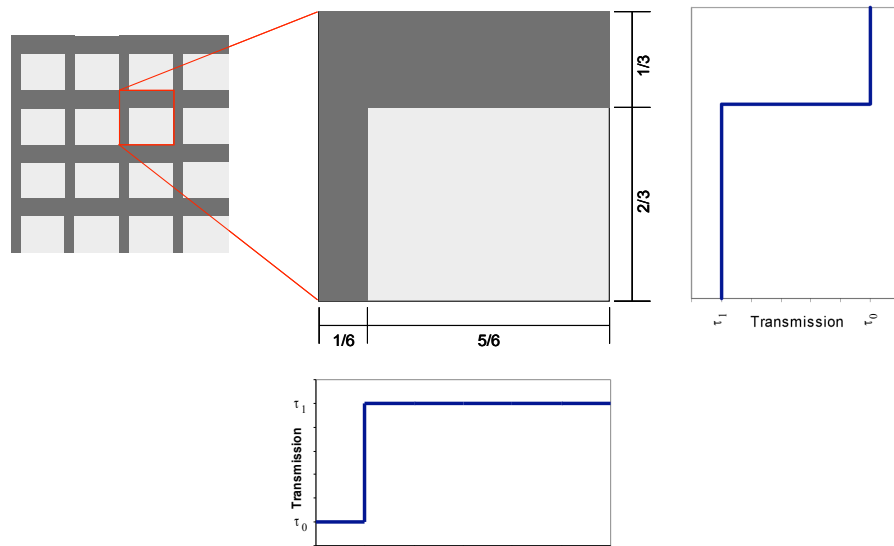 1/3
2/3
1/6
5/6
τ1
Transmission
τ0
τ1
Transmission
τ0